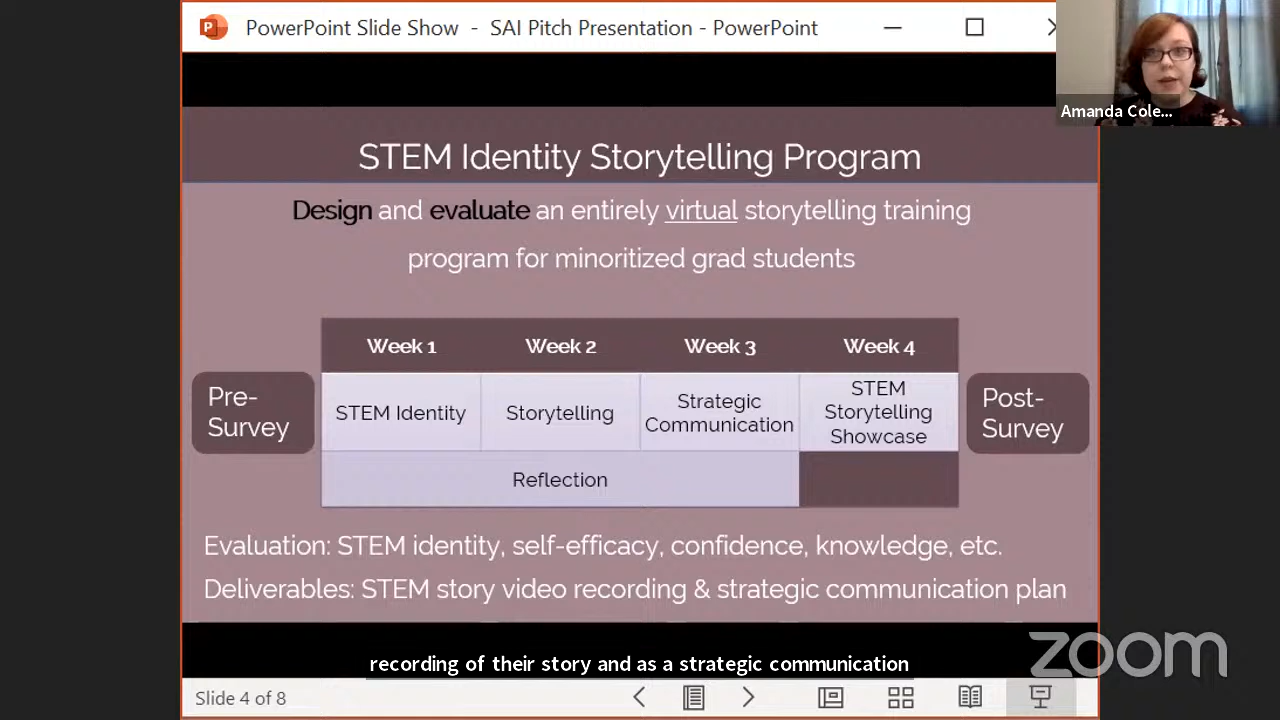 PowerPoint Slide Show - SAI Pitch Presentation - PowerPoint
Amanda Cole...
STEM Identity Storytelling Program
Design and evaluate an entirely virtual storytelling training
program for minoritized grad students
Week 1 Week 2 Week 3 Week 4
Pre-
Survey
STEM Identity
Storytelling
Strategic
Communication
STEM
Storytelling
Showcase
Post-
Survey
Reflection
Evaluation: STEM identity, self-efficacy, confidence, knowledge, etc.
Deliverables: STEM story video recording & strategic communication plan
recording of their story and as a strategic communication
zoom
Slide 4 of 8